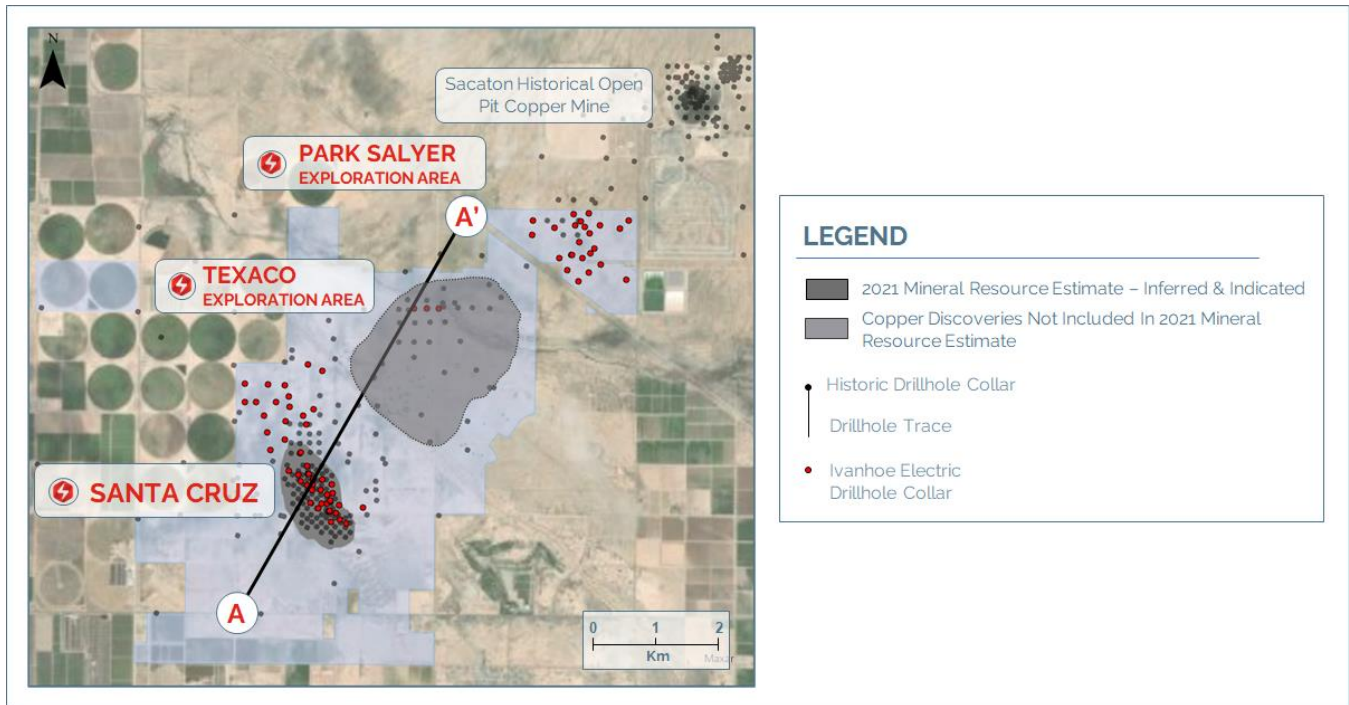 N
Sacaton Historical Open
Pit Copper Mine
PARK SALYER
EXPLORATION AREA
A'
TEXACO
EXPLORATION AREA
SANTA CRUZ
A
0 1 2
Km
Maxar
LEGEND
2021 Mineral Resource Estimate – Inferred & Indicated
Copper Discoveries Not Included In 2021 Mineral
Resource Estimate
Historic Drillhole Collar
Drillhole Trace
Ivanhoe Electric
Drillhole Collar